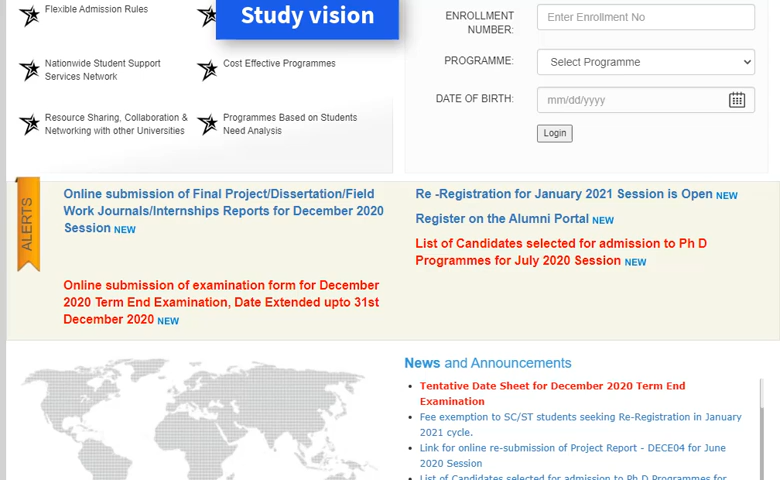 Flexible Admission Rules
Study vision
Nationwide Student Support
Services Network
Cost Effective Programmes
Resource Sharing, Collaboration &
Networking with other Universities
Programmes Based on Students
Need Analysis
ENROLLMENT
NUMBER:
Enter Enrollment No
PROGRAMME:
Select Programme
DATE OF BIRTH:
mm/dd/yyyy
Login
ALERTS
Online submission of Final Project/Dissertation/Field
Work Journals/Internships Reports for December 2020
Session NEW
Online submission of examination form for December
2020 Term End Examination, Date Extended upto 31st
December 2020 NEW
Re -Registration for January 2021 Session is Open NEW
Register on the Alumni Portal NEW
List of Candidates selected for admission to Ph D
Programmes for July 2020 Session NEW
News and Announcements
Tentative Date Sheet for December 2020 Term End
Examination
Fee exemption to SC/ST students seeking Re-Registration in January
2021 cycle.
Link for online re-submission of Project Report - DECE04 for June
2020 Session
List of Candidates selected for admission to Ph D Programmes for